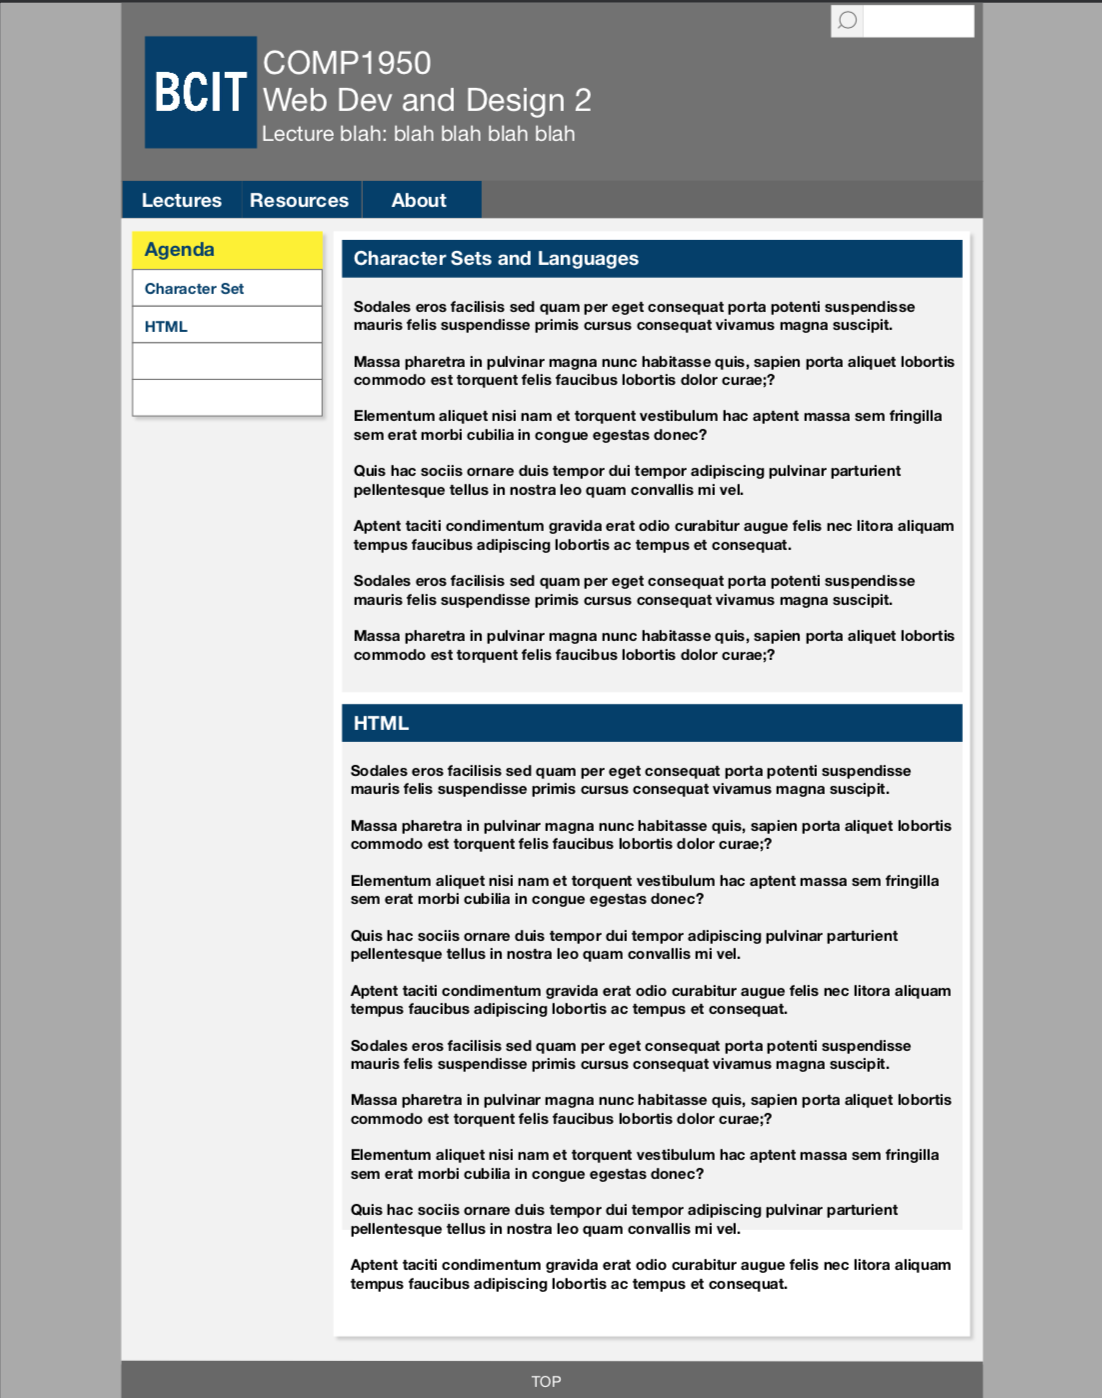 BCIT
COMP1950
Web Dev and Design 2
Lecture blah: blah blah blah blah
Lectures
Resources
About
Agenda
Character Set
HTML
Character Sets and Languages
Sodales eros facilisis sed quam per eget consequat porta potenti suspendisse
mauris felis suspendisse primis cursus consequat vivamus magna suscipit.
Massa pharetra in pulvinar magna nunc habitasse quis, sapien porta aliquet lobortis
commodo est torquent felis faucibus lobortis dolor curae;?
Elementum aliquet nisi nam et torquent vestibulum hac aptent massa sem fringilla
sem erat morbi cubilia in congue egestas donec?
Quis hac sociis ornare duis tempor dui tempor adipiscing pulvinar parturient
pellentesque tellus in nostra leo quam convallis mi vel.
Aptent taciti condimentum gravida erat odio curabitur augue felis nec litora aliquam
tempus faucibus adipiscing lobortis ac tempus et consequat.
Sodales eros facilisis sed quam per eget consequat porta potenti suspendisse
mauris felis suspendisse primis cursus consequat vivamus magna suscipit.
Massa pharetra in pulvinar magna nunc habitasse quis, sapien porta aliquet lobortis
commodo est torquent felis faucibus lobortis dolor curae;?
HTML
Sodales eros facilisis sed quam per eget consequat porta potenti suspendisse
mauris felis suspendisse primis cursus consequat vivamus magna suscipit.
Massa pharetra in pulvinar magna nunc habitasse quis, sapien porta aliquet lobortis
commodo est torquent felis faucibus lobortis dolor curae;?
Elementum aliquet nisi nam et torquent vestibulum hac aptent massa sem fringilla
sem erat morbi cubilia in congue egestas donec?
Quis hac sociis ornare duis tempor dui tempor adipiscing pulvinar parturient
pellentesque tellus in nostra leo quam convallis mi vel.
Aptent taciti condimentum gravida erat odio curabitur augue felis nec litora aliquam
tempus faucibus adipiscing lobortis ac tempus et consequat.
Sodales eros facilisis sed quam per eget consequat porta potenti suspendisse
mauris felis suspendisse primis cursus consequat vivamus magna suscipit.
Massa pharetra in pulvinar magna nunc habitasse quis, sapien porta aliquet lobortis
commodo est torquent felis faucibus lobortis dolor curae;?
Elementum aliquet nisi nam et torquent vestibulum hac aptent massa sem fringilla
sem erat morbi cubilia in congue egestas donec?
Quis hac sociis ornare duis tempor dui tempor adipiscing pulvinar parturient
pellentesque tellus in nostra leo quam convallis mi vel.
Aptent taciti condimentum gravida erat odio curabitur augue felis nec litora aliquam
tempus faucibus adipiscing lobortis ac tempus et consequat.
TOP